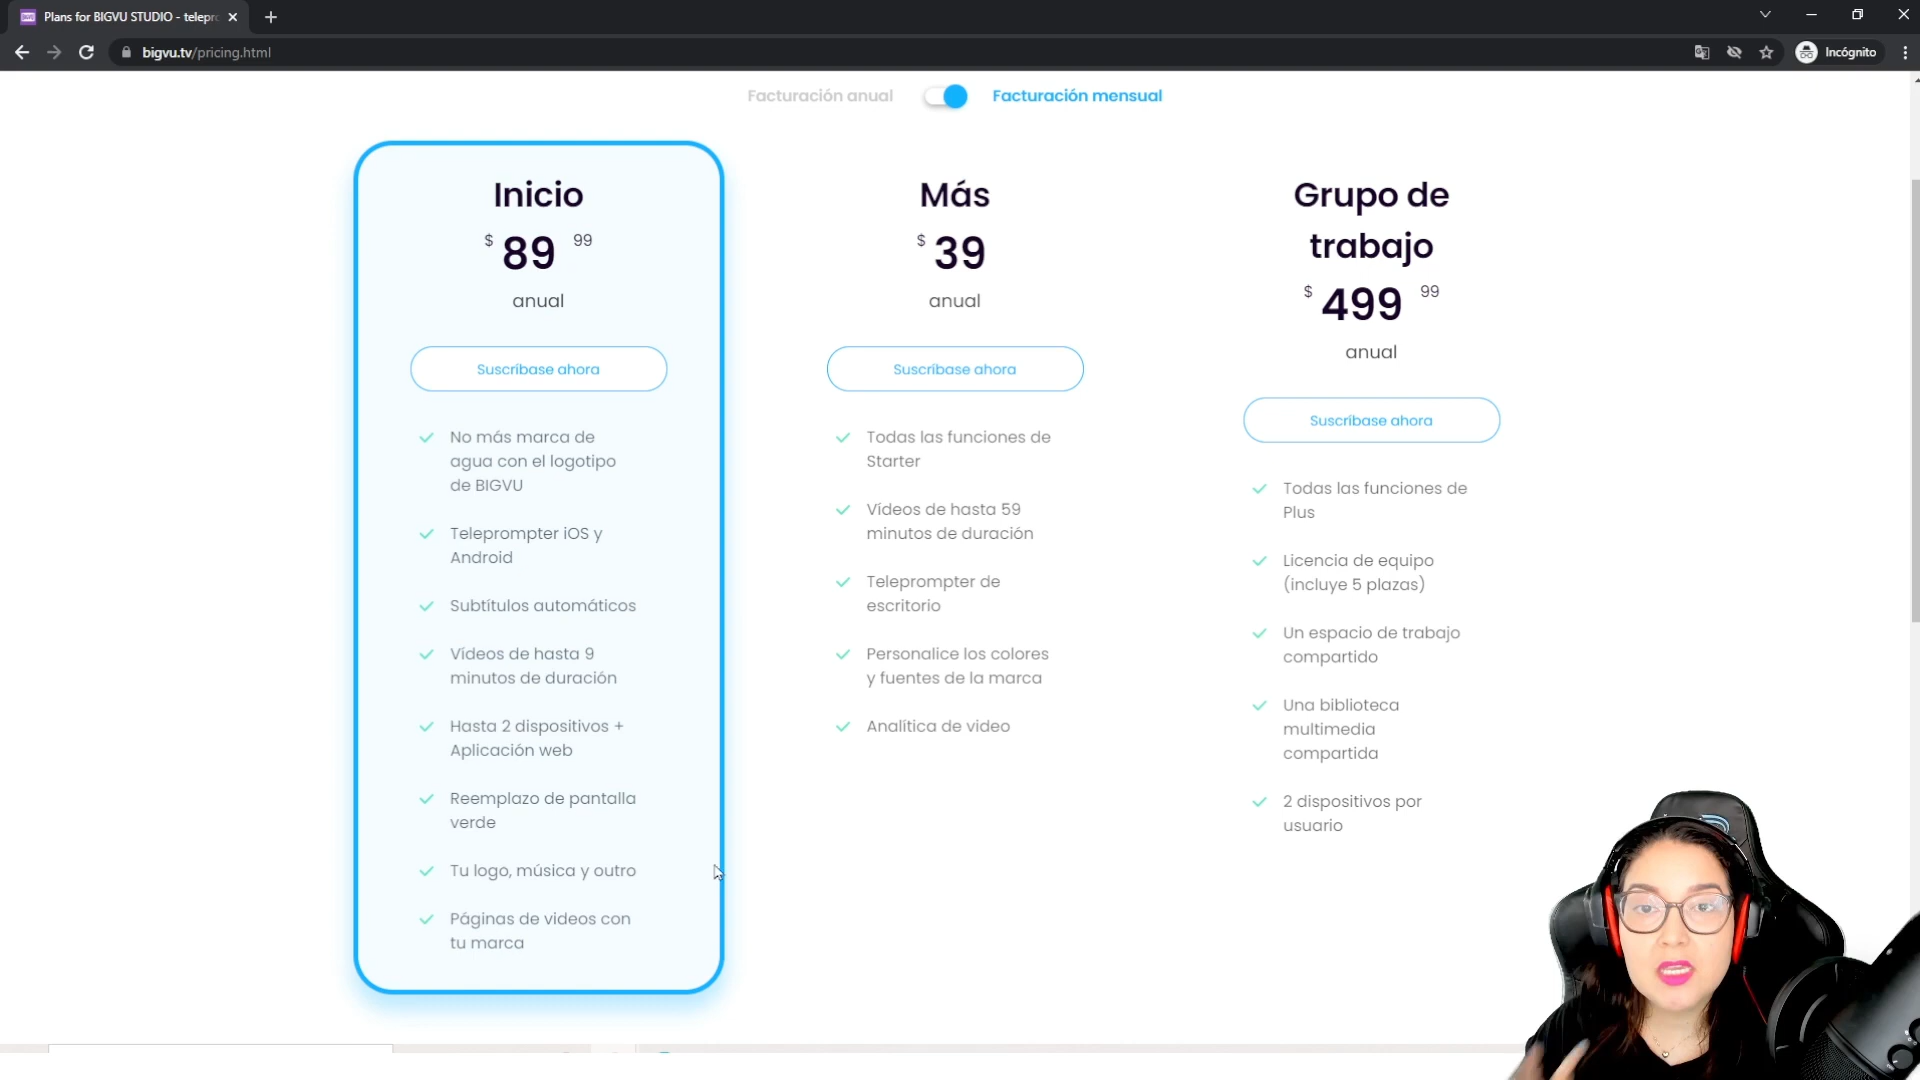 Plans for BIGVU STUDIO - telepr
bigvu.tv/pricing.html
Incógnito
Facturación anual
Facturación mensual
Inicio
$ 89 99
anual
Suscríbase ahora
No más marca de
agua con el logotipo
de BIGVU
Teleprompter iOS y
Android
Subtítulos automáticos
Vídeos de hasta 9
minutos de duración
Hasta 2 dispositivos +
Aplicación web
Reemplazo de pantalla
verde
Tu logo, música y outro
Páginas de videos con
tu marca
Más
$ 39
anual
Suscríbase ahora
Todas las funciones de
Starter
Vídeos de hasta 59
minutos de duración
Teleprompter de
escritorio
Personalice los colores
y fuentes de la marca
Analítica de video
Grupo de
trabajo
$ 499 99
anual
Suscríbase ahora
Todas las funciones de
Plus
Licencia de equipo
(incluye 5 plazas)
Un espacio de trabajo
compartido
Una biblioteca
multimedia
compartida
2 dispositivos por
usuario